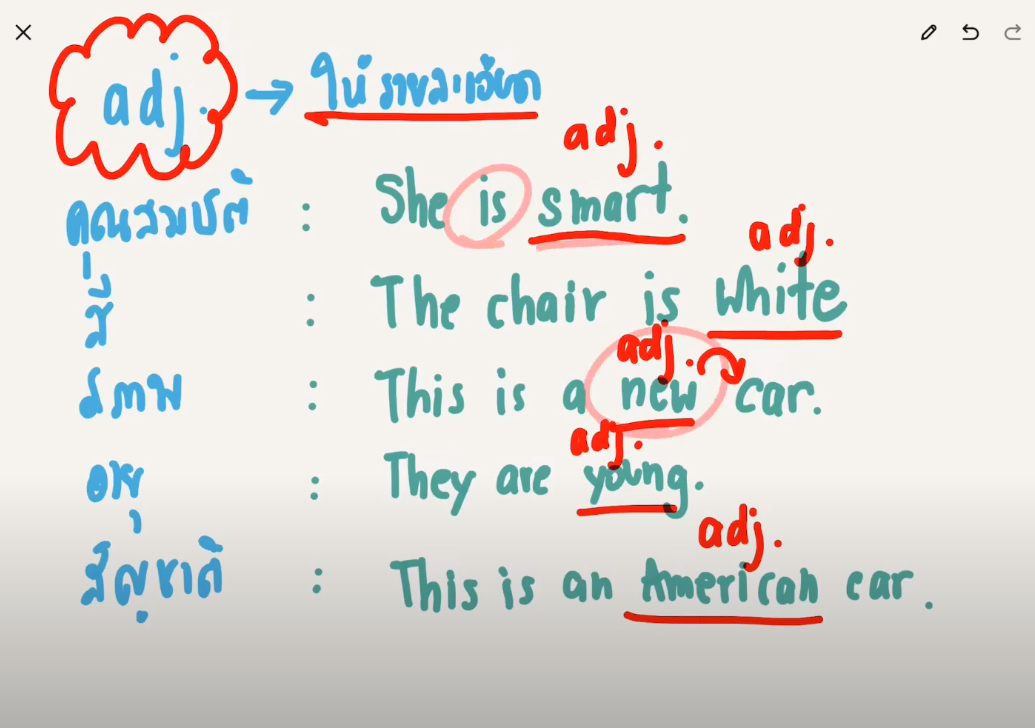 adj. → ให้รายละเอียด
adj.
คุณสมบัติ : She is smart.
adj.
สี : The chair is white
adj.
สภาพ : This is a new car.
adj.
อายุ : They are young.
adj.
สัญชาติ : This is an American car.